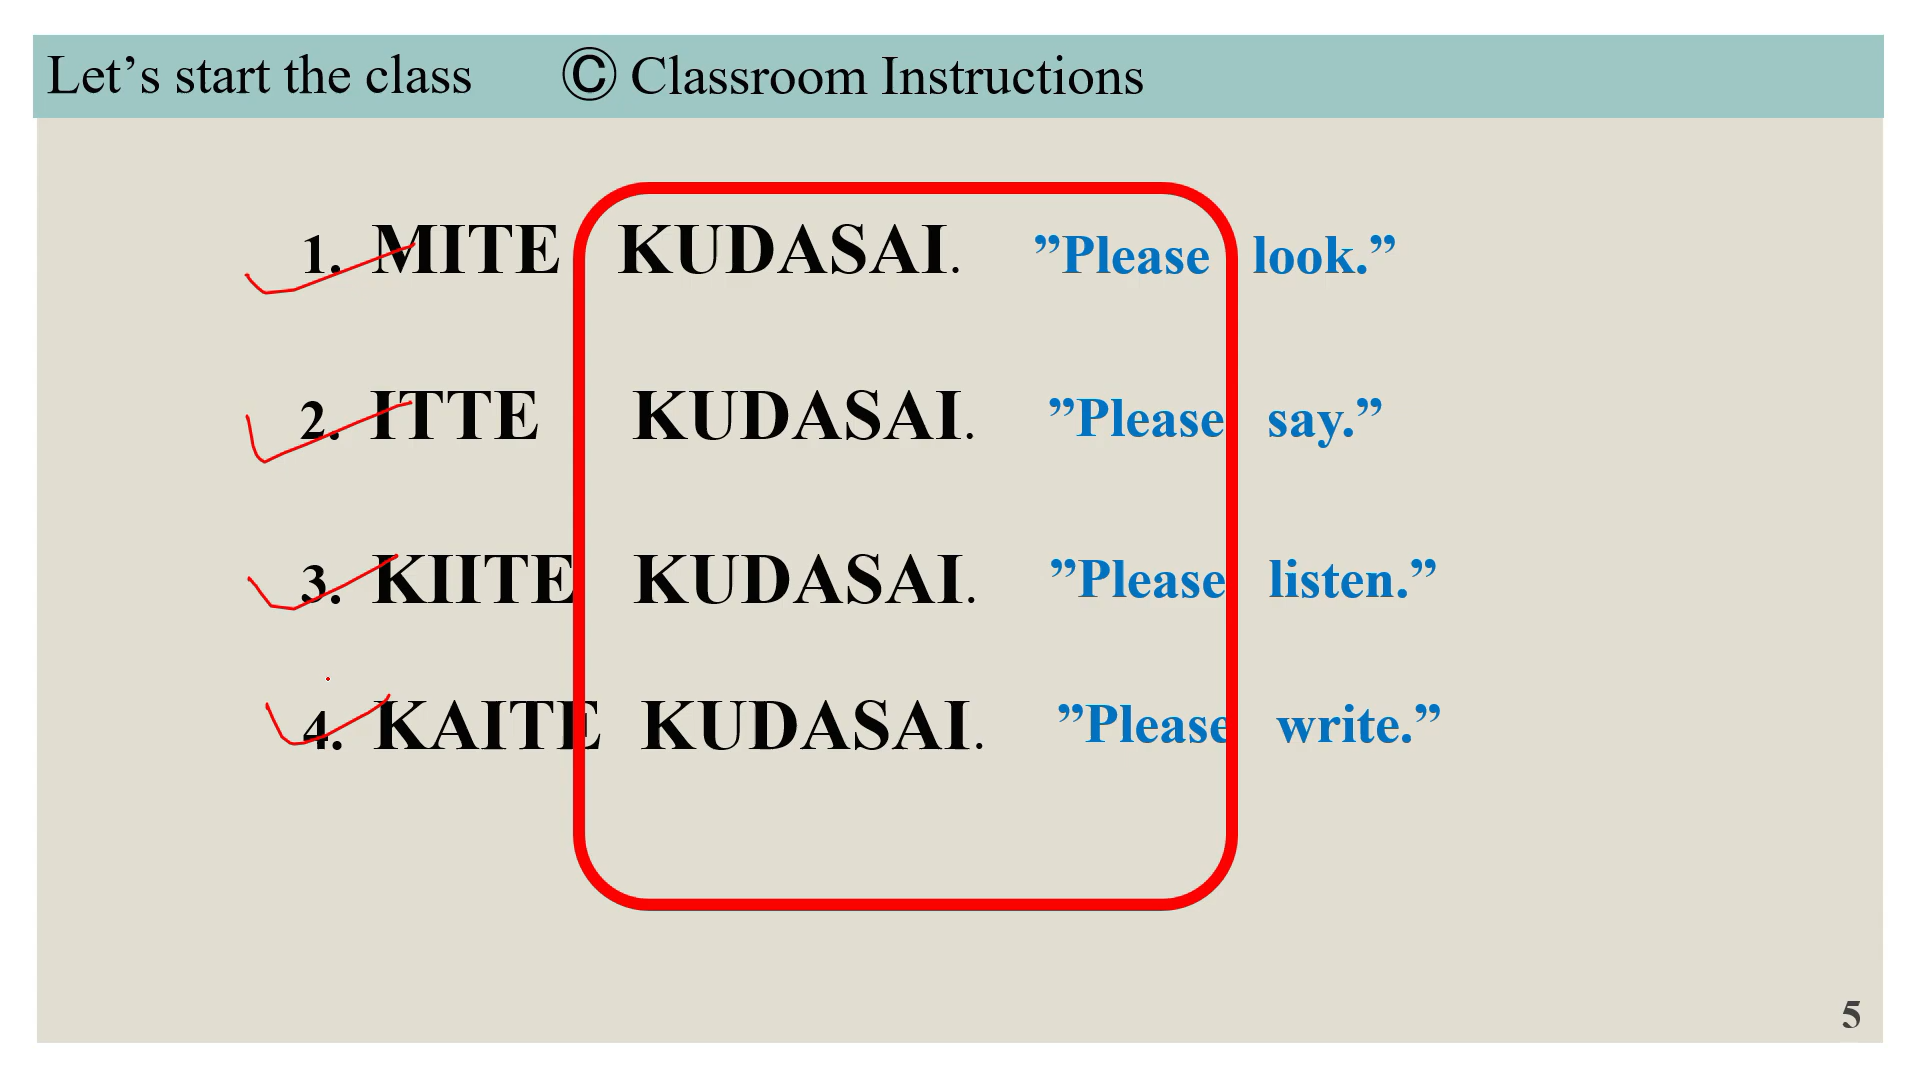 Let’s start the class Ⓒ Classroom Instructions
1. MITE KUDASAI. ”Please look.”
2. ITTE KUDASAI. ”Please say.”
3. KIITE KUDASAI. ”Please listen.”
4. KAITE KUDASAI. ”Please write.”
5